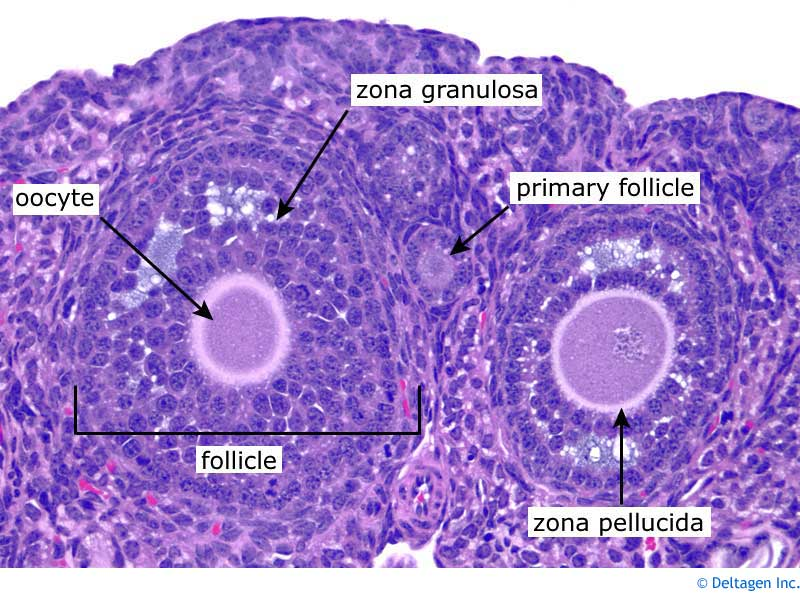 zona granulosa
primary follicle
oocyte
follicle
zona pellucida
© Deltagen Inc.